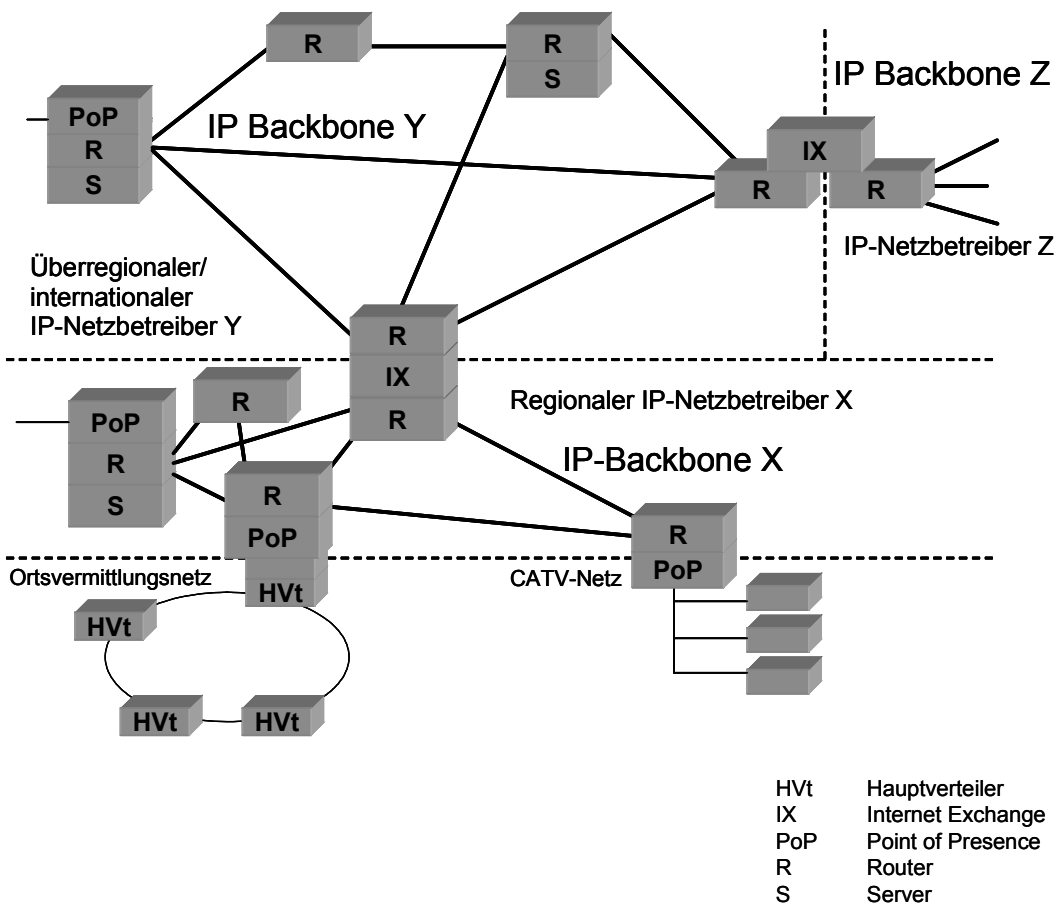 R
R
S
IP Backbone Z
PoP
R
S
IP Backbone Y
IX
R
R
IP-Netzbetreiber Z
Überregionaler/
internationaler
IP-Netzbetreiber Y
R
IX
R
Regionaler IP-Netzbetreiber X
R
PoP
R
S
IP-Backbone X
R
PoP
R
PoP
Ortsvermittlungsnetz
CATV-Netz
HVt
HVt
HVt
HVt
HVt Hauptverteiler
IX Internet Exchange
PoP Point of Presence
R Router
S Server